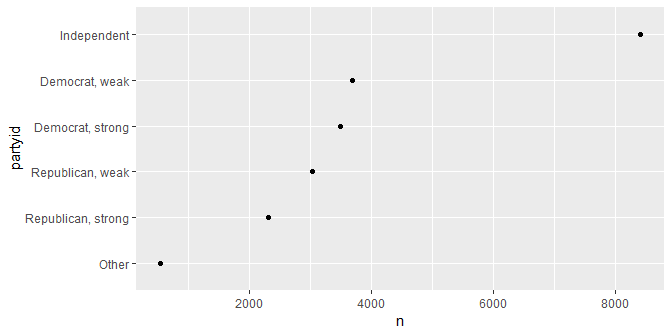 Independent
Democrat, weak
Democrat, strong
Republican, weak
Republican, strong
Other
partyid
2000 4000 6000 8000
n